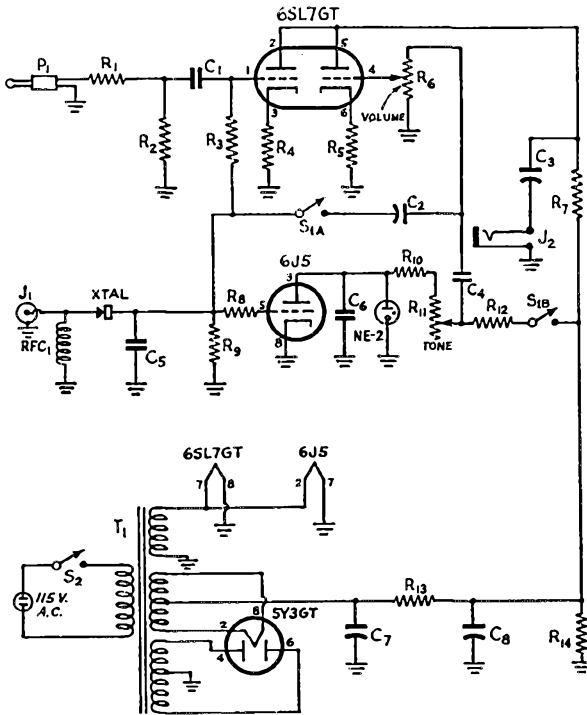 6SL7GT
2 5
P1 R1 C1 1 4 R6
VOLUME
3 6
R2 R3 R4 R5
C3
R7
S1A C2
J2
6J5
3 R10
J1 XTAL R8 5 C6 R11 C4 R12 S1B
NE-2
TONE
RFC1 C5 R9 8
6SL7GT 6J5
7 8 2 7
T1
S2
115 V.
A.C.
8 5Y3GT
2
4 6
R13
C7 C8 R14